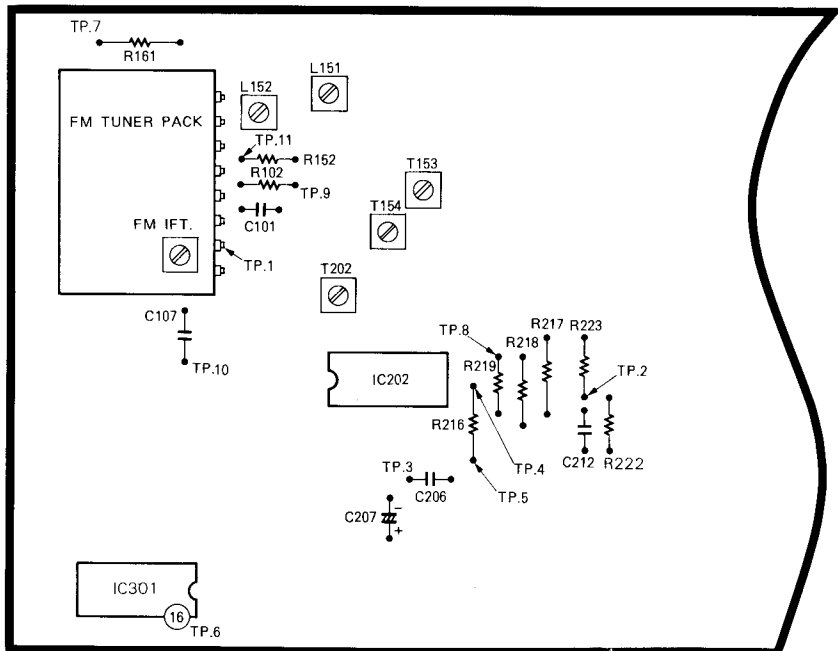 TP.7
R161
L151
L152
FM TUNER PACK
TP.11
R152
R102
TP.9
T153
C101
T154
FM IFT.
TP.1
T202
C107
TP.10
R217
R223
TP.8
R218
R219
TP.2
IC202
R216
TP.3
TP.4
C212
R222
C206
TP.5
C207
−
+
IC301
16
TP.6